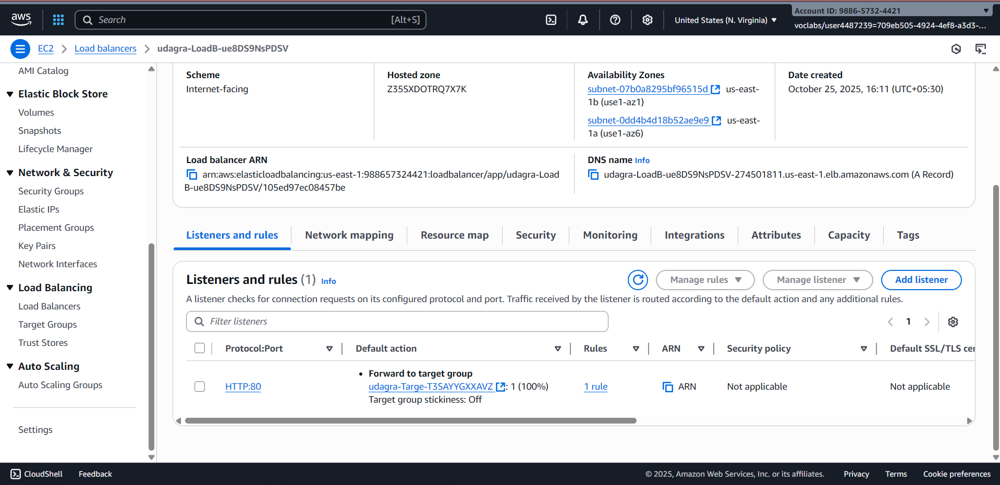 aws
Search
[Alt+S]
United States (N. Virginia)
Account ID: 9886-5732-4421
voclabs/user4487239=709eb505-4924-4ef8-a3d3-...
EC2
Load balancers
udagra-LoadB-ue8DS9NsPDSV
AMI Catalog
Elastic Block Store
Volumes
Snapshots
Lifecycle Manager
Network & Security
Security Groups
Elastic IPs
Placement Groups
Key Pairs
Network Interfaces
Load Balancing
Load Balancers
Target Groups
Trust Stores
Auto Scaling
Auto Scaling Groups
Settings
Scheme
Internet-facing
Hosted zone
Z35SXDOTRQ7X7K
Availability Zones
subnet-07b0a8295bf96515d us-east-
1b (use1-az1)
subnet-0dd4b4d18b52ae9e9 us-east-
1a (use1-az6)
Date created
October 25, 2025, 16:11 (UTC+05:30)
Load balancer ARN
arn:aws:elasticloadbalancing:us-east-1:988657324421:loadbalancer/app/udagra-Load
B-ue8DS9NsPDSV/105ed97ec08457be
DNS name Info
udagra-LoadB-ue8DS9NsPDSV-274501811.us-east-1.elb.amazonaws.com (A Record)
Listeners and rules
Network mapping
Resource map
Security
Monitoring
Integrations
Attributes
Capacity
Tags
Listeners and rules (1) Info
Manage rules
Manage listener
Add listener
A listener checks for connection requests on its configured protocol and port. Traffic received by the listener is routed according to the default action and any additional rules.
Filter listeners
1
Protocol:Port
Default action
Rules
ARN
Security policy
Default SSL/TLS cer
HTTP:80
• Forward to target group
udagra-Targe-T3SAYYGXXAVZ : 1 (100%)
Target group stickiness: Off
1 rule
ARN
Not applicable
Not applicable
CloudShell
Feedback
© 2025, Amazon Web Services, Inc. or its affiliates.
Privacy
Terms
Cookie preferences